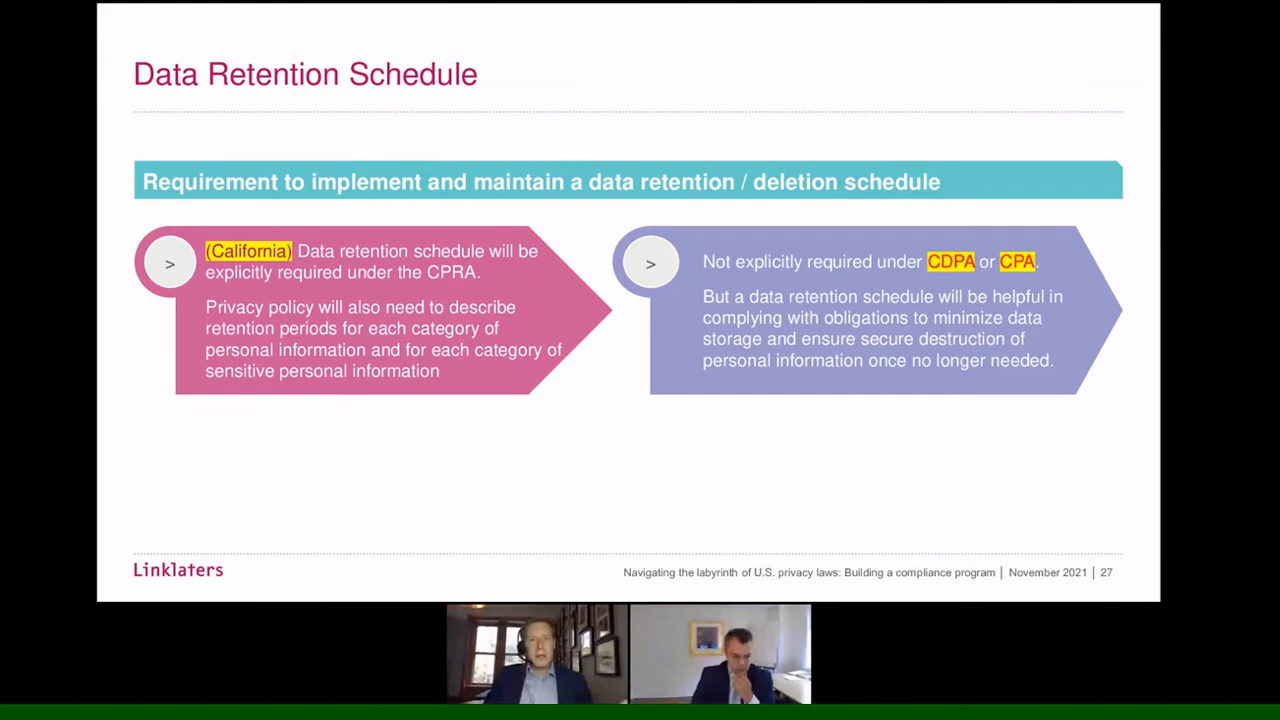 Data Retention Schedule
Requirement to implement and maintain a data retention / deletion schedule
>
(California) Data retention schedule will be
explicitly required under the CPRA.
Privacy policy will also need to describe
retention periods for each category of
personal information and for each category of
sensitive personal information
>
Not explicitly required under CDPA or CPA.
But a data retention schedule will be helpful in
complying with obligations to minimize data
storage and ensure secure destruction of
personal information once no longer needed.
Linklaters
Navigating the labyrinth of U.S. privacy laws: Building a compliance program | November 2021 | 27